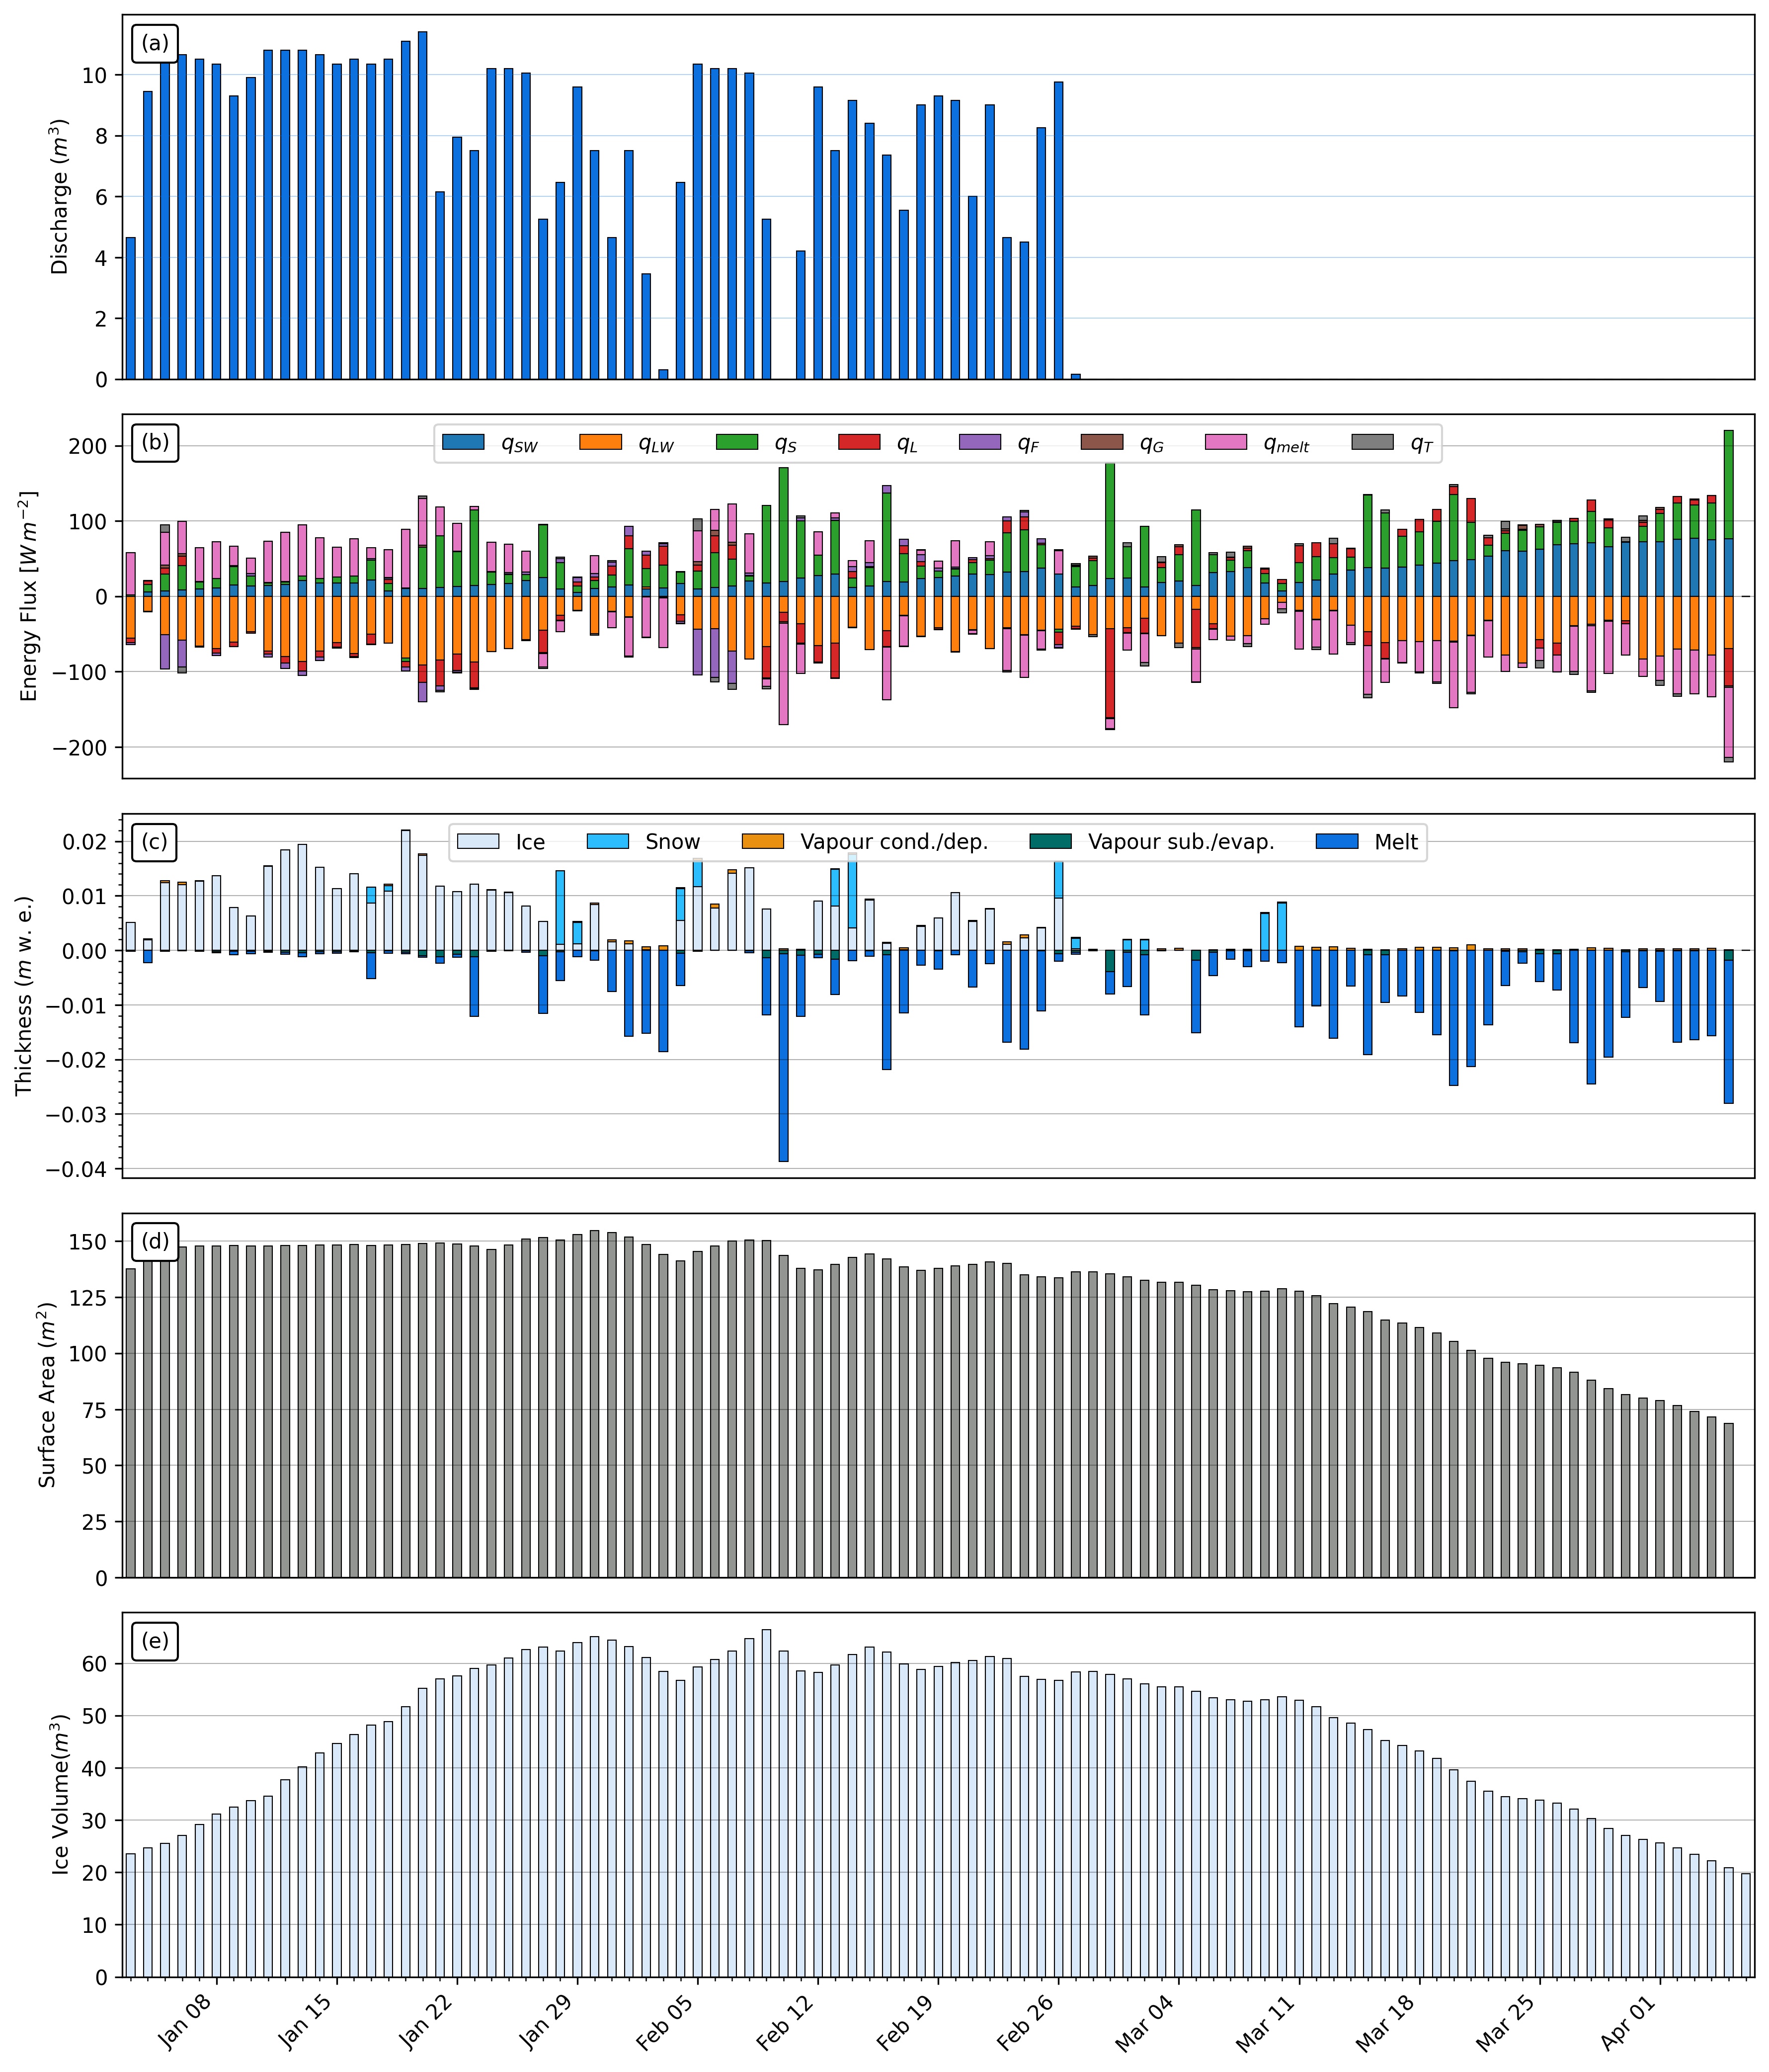 (a)
Discharge (m³)
10
8
6
4
2
0
(b)
q_SW q_LW q_S q_L q_F q_G q_melt q_T
Energy Flux [W m⁻²]
200
100
0
−100
−200
(c)
Ice Snow Vapour cond./dep. Vapour sub./evap. Melt
Thickness (m w. e.)
0.02
0.01
0.00
−0.01
−0.02
−0.03
−0.04
(d)
Surface Area (m²)
150
125
100
75
50
25
0
(e)
Ice Volume(m³)
60
50
40
30
20
10
0
Jan 08 Jan 15 Jan 22 Jan 29 Feb 05 Feb 12 Feb 19 Feb 26 Mar 04 Mar 11 Mar 18 Mar 25 Apr 01